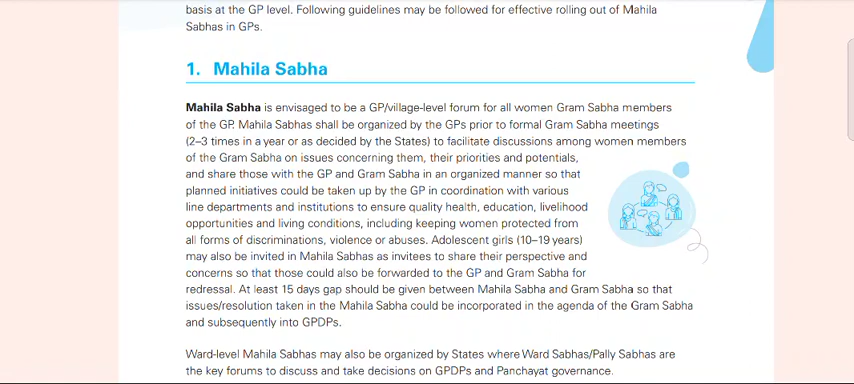 basis at the GP level. Following guidelines may be followed for effective rolling out of Mahila
Sabhas in GPs.
1. Mahila Sabha
Mahila Sabha is envisaged to be a GP/village-level forum for all women Gram Sabha members
of the GP. Mahila Sabhas shall be organized by the GPs prior to formal Gram Sabha meetings
(2–3 times in a year or as decided by the States) to facilitate discussions among women members
of the Gram Sabha on issues concerning them, their priorities and potentials,
and share those with the GP and Gram Sabha in an organized manner so that
planned initiatives could be taken up by the GP in coordination with various
line departments and institutions to ensure quality health, education, livelihood
opportunities and living conditions, including keeping women protected from
all forms of discriminations, violence or abuses. Adolescent girls (10–19 years)
may also be invited in Mahila Sabhas as invitees to share their perspective and
concerns so that those could also be forwarded to the GP and Gram Sabha for
redressal. At least 15 days gap should be given between Mahila Sabha and Gram Sabha so that
issues/resolution taken in the Mahila Sabha could be incorporated in the agenda of the Gram Sabha
and subsequently into GPDPs.
Ward-level Mahila Sabhas may also be organized by States where Ward Sabhas/Pally Sabhas are
the key forums to discuss and take decisions on GPDPs and Panchayat governance.